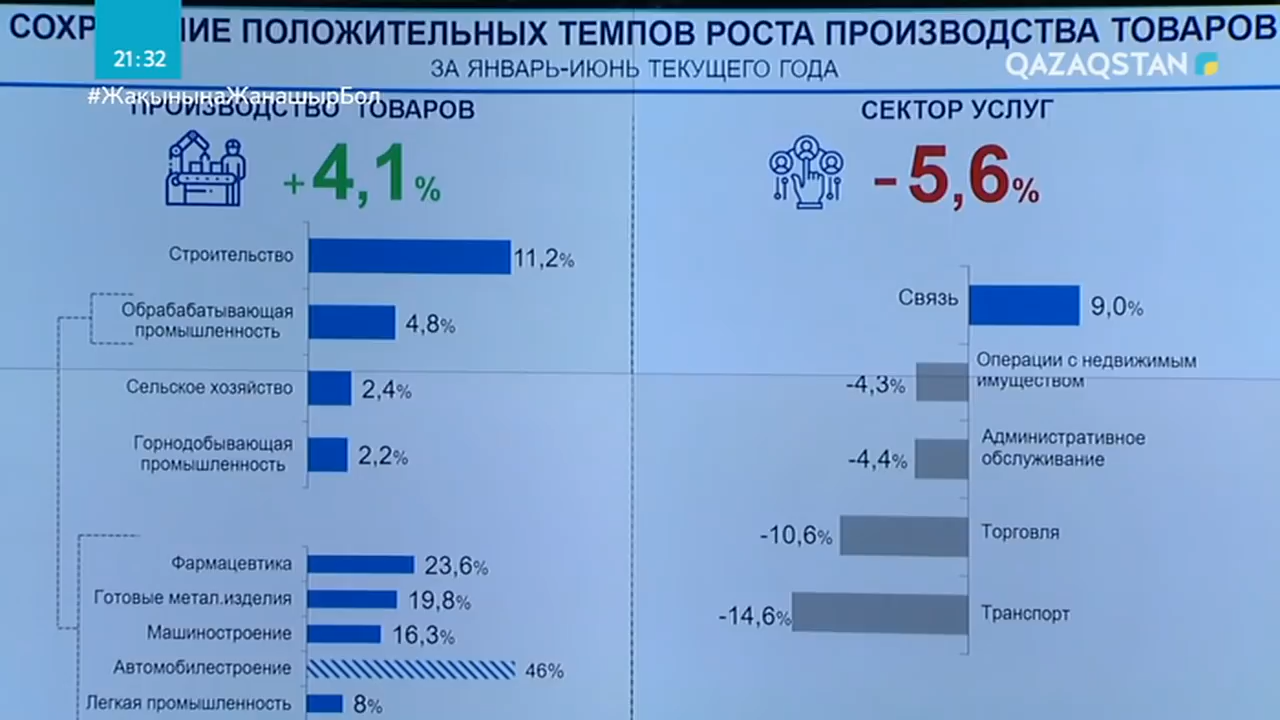 ИЕ ПОЛОЖИТЕЛЬНЫХ ТЕМПОВ РОСТА ПРОИЗВОДСТВА ТОВАРОВ
21:32
ЗА ЯНВАРЬ-ИЮНЬ ТЕКУЩЕГО ГОДА
QAZAQSTAN
#ЖақыныңаЖанашырБол
ПРОИЗВОДСТВО ТОВАРОВ
+4,1%
Строительство 11,2%
Обрабабатывающая
промышленность 4,8%
Сельское хозяйство 2,4%
Горнодобывающая
промышленность 2,2%
Фармацевтика 23,6%
Готовые метал.изделия 19,8%
Машиностроение 16,3%
Автомобилестроение 46%
Легкая промышленность 8%
СЕКТОР УСЛУГ
-5,6%
Связь 9,0%
-4,3% Операции с недвижимым
имуществом
-4,4% Административное
обслуживание
-10,6% Торговля
-14,6% Транспорт